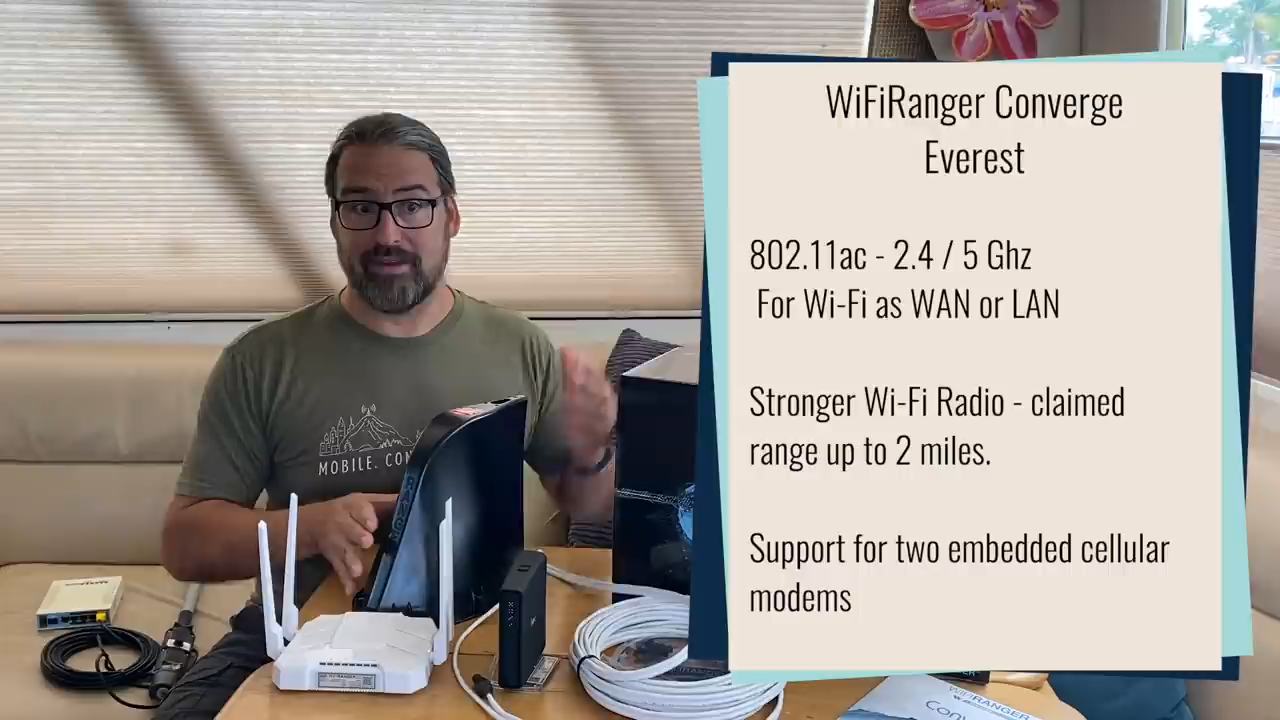 WiFiRanger Converge
Everest
802.11ac - 2.4 / 5 Ghz
For Wi-Fi as WAN or LAN
Stronger Wi-Fi Radio - claimed
range up to 2 miles.
Support for two embedded cellular
modems
MOBILE. CON
WIFIRANGER